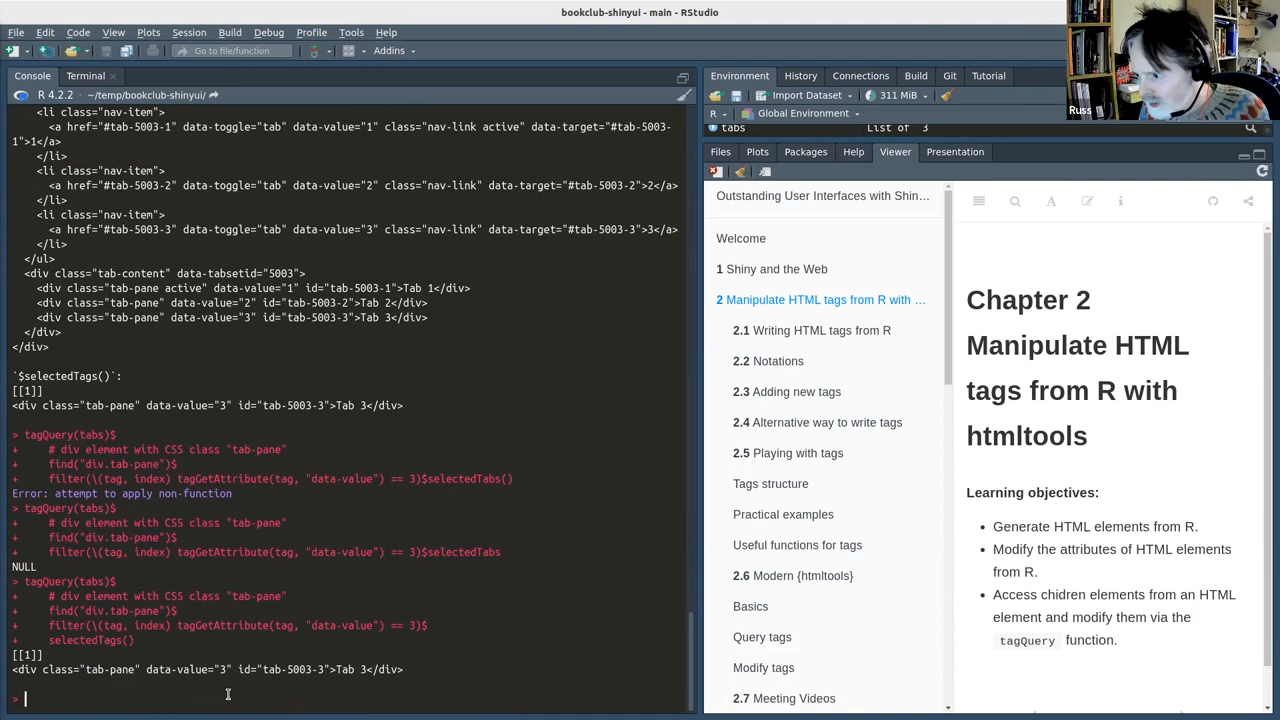 bookclub-shinyui - main - RStudio
File Edit Code View Plots Session Build Debug Profile Tools Help
Go to file/function Addins
Console Terminal
R 4.2.2 · ~/temp/bookclub-shinyui/
<li class="nav-item">
<a href="#tab-5003-1" data-toggle="tab" data-value="1" class="nav-link active" data-target="#tab-5003-
1">1</a>
</li>
<li class="nav-item">
<a href="#tab-5003-2" data-toggle="tab" data-value="2" class="nav-link" data-target="#tab-5003-2">2</a>
</li>
<li class="nav-item">
<a href="#tab-5003-3" data-toggle="tab" data-value="3" class="nav-link" data-target="#tab-5003-3">3</a>
</li>
</ul>
<div class="tab-content" data-tabsetid="5003">
<div class="tab-pane active" data-value="1" id="tab-5003-1">Tab 1</div>
<div class="tab-pane" data-value="2" id="tab-5003-2">Tab 2</div>
<div class="tab-pane" data-value="3" id="tab-5003-3">Tab 3</div>
</div>
</div>
`$selectedTags()`:
[[1]]
<div class="tab-pane" data-value="3" id="tab-5003-3">Tab 3</div>
> tagQuery(tabs)$
+ # div element with CSS class "tab-pane"
+ find("div.tab-pane")$
+ filter(\(tag, index) tagGetAttribute(tag, "data-value") == 3)$selectedTabs()
Error: attempt to apply non-function
> tagQuery(tabs)$
+ # div element with CSS class "tab-pane"
+ find("div.tab-pane")$
+ filter(\(tag, index) tagGetAttribute(tag, "data-value") == 3)$selectedTabs
NULL
> tagQuery(tabs)$
+ # div element with CSS class "tab-pane"
+ find("div.tab-pane")$
+ filter(\(tag, index) tagGetAttribute(tag, "data-value") == 3)$
+ selectedTags()
[[1]]
<div class="tab-pane" data-value="3" id="tab-5003-3">Tab 3</div>
>
Environment History Connections Build Git Tutorial
Import Dataset 311 MiB
R Global Environment
tabs List of 3
Russ
Files Plots Packages Help Viewer Presentation
Outstanding User Interfaces with Shin...
Welcome
1 Shiny and the Web
2 Manipulate HTML tags from R with ...
2.1 Writing HTML tags from R
2.2 Notations
2.3 Adding new tags
2.4 Alternative way to write tags
2.5 Playing with tags
Tags structure
Practical examples
Useful functions for tags
2.6 Modern {htmltools}
Basics
Query tags
Modify tags
2.7 Meeting Videos
Chapter 2
Manipulate HTML
tags from R with
htmltools
Learning objectives:
• Generate HTML elements from R.
• Modify the attributes of HTML elements
from R.
• Access chidren elements from an HTML
element and modify them via the
tagQuery function.